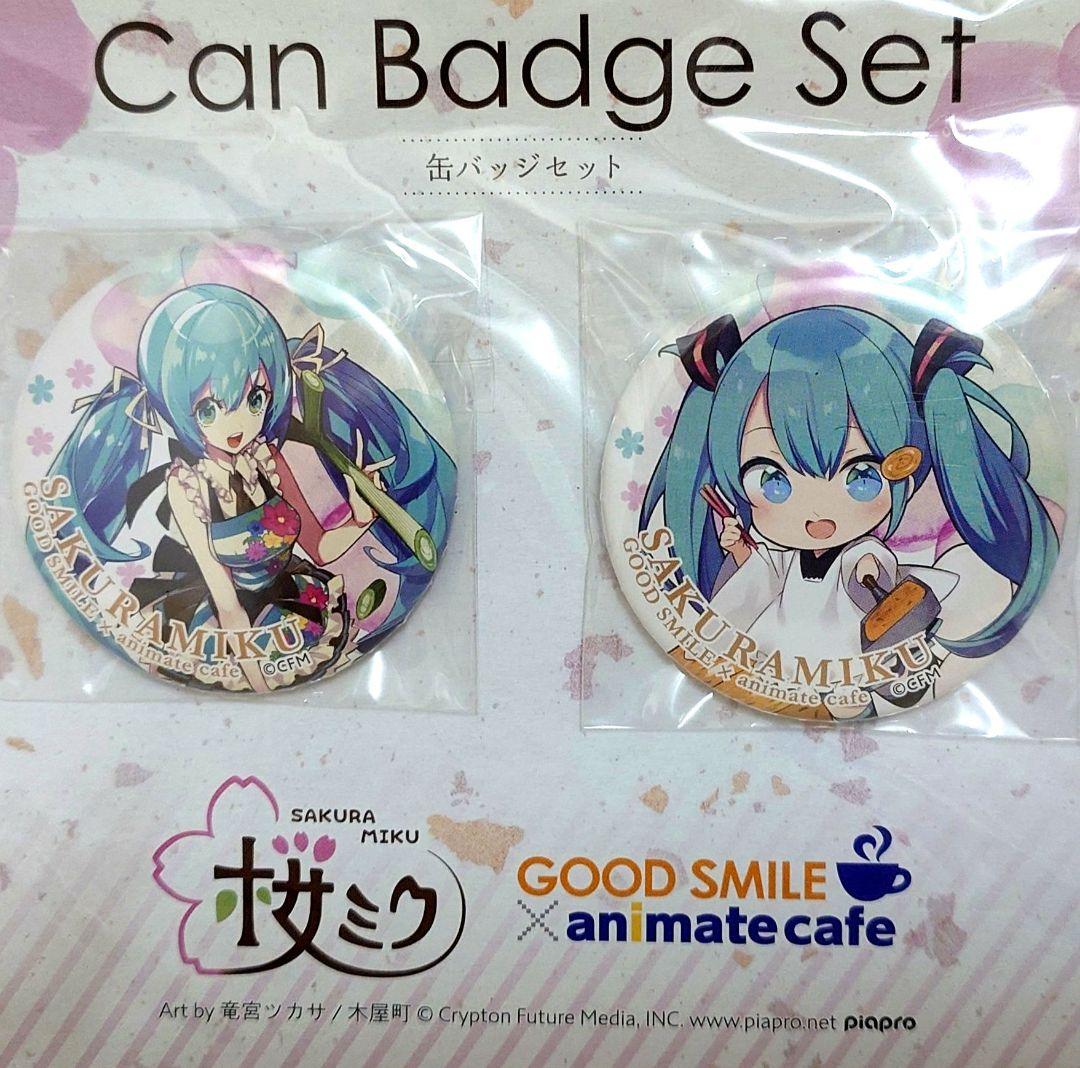 Can Badge Set
缶バッジセット
SAKURAMIKU
GOOD SMILE × animate cafe
©CFM
SAKURAMIKU
GOOD SMILE × animate cafe
©CFM
SAKURA
MIKU
桜ミク
GOOD SMILE
× animate cafe
Art by 竜宮ツカサ / 木屋町 © Crypton Future Media, INC. www.piapro.net piapro